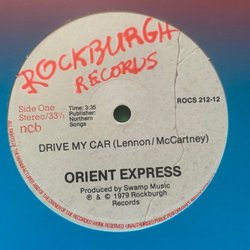 ROCKBURGH
RECORDS
Side One
Stereo/33⅓
ncb
Time: 3:35
Publisher:
Northern
Songs
ROCS 212-12
DRIVE MY CAR (Lennon/McCartney)
ORIENT EXPRESS
Produced by Swamp Music
℗ & © 1979 Rockburgh
Records